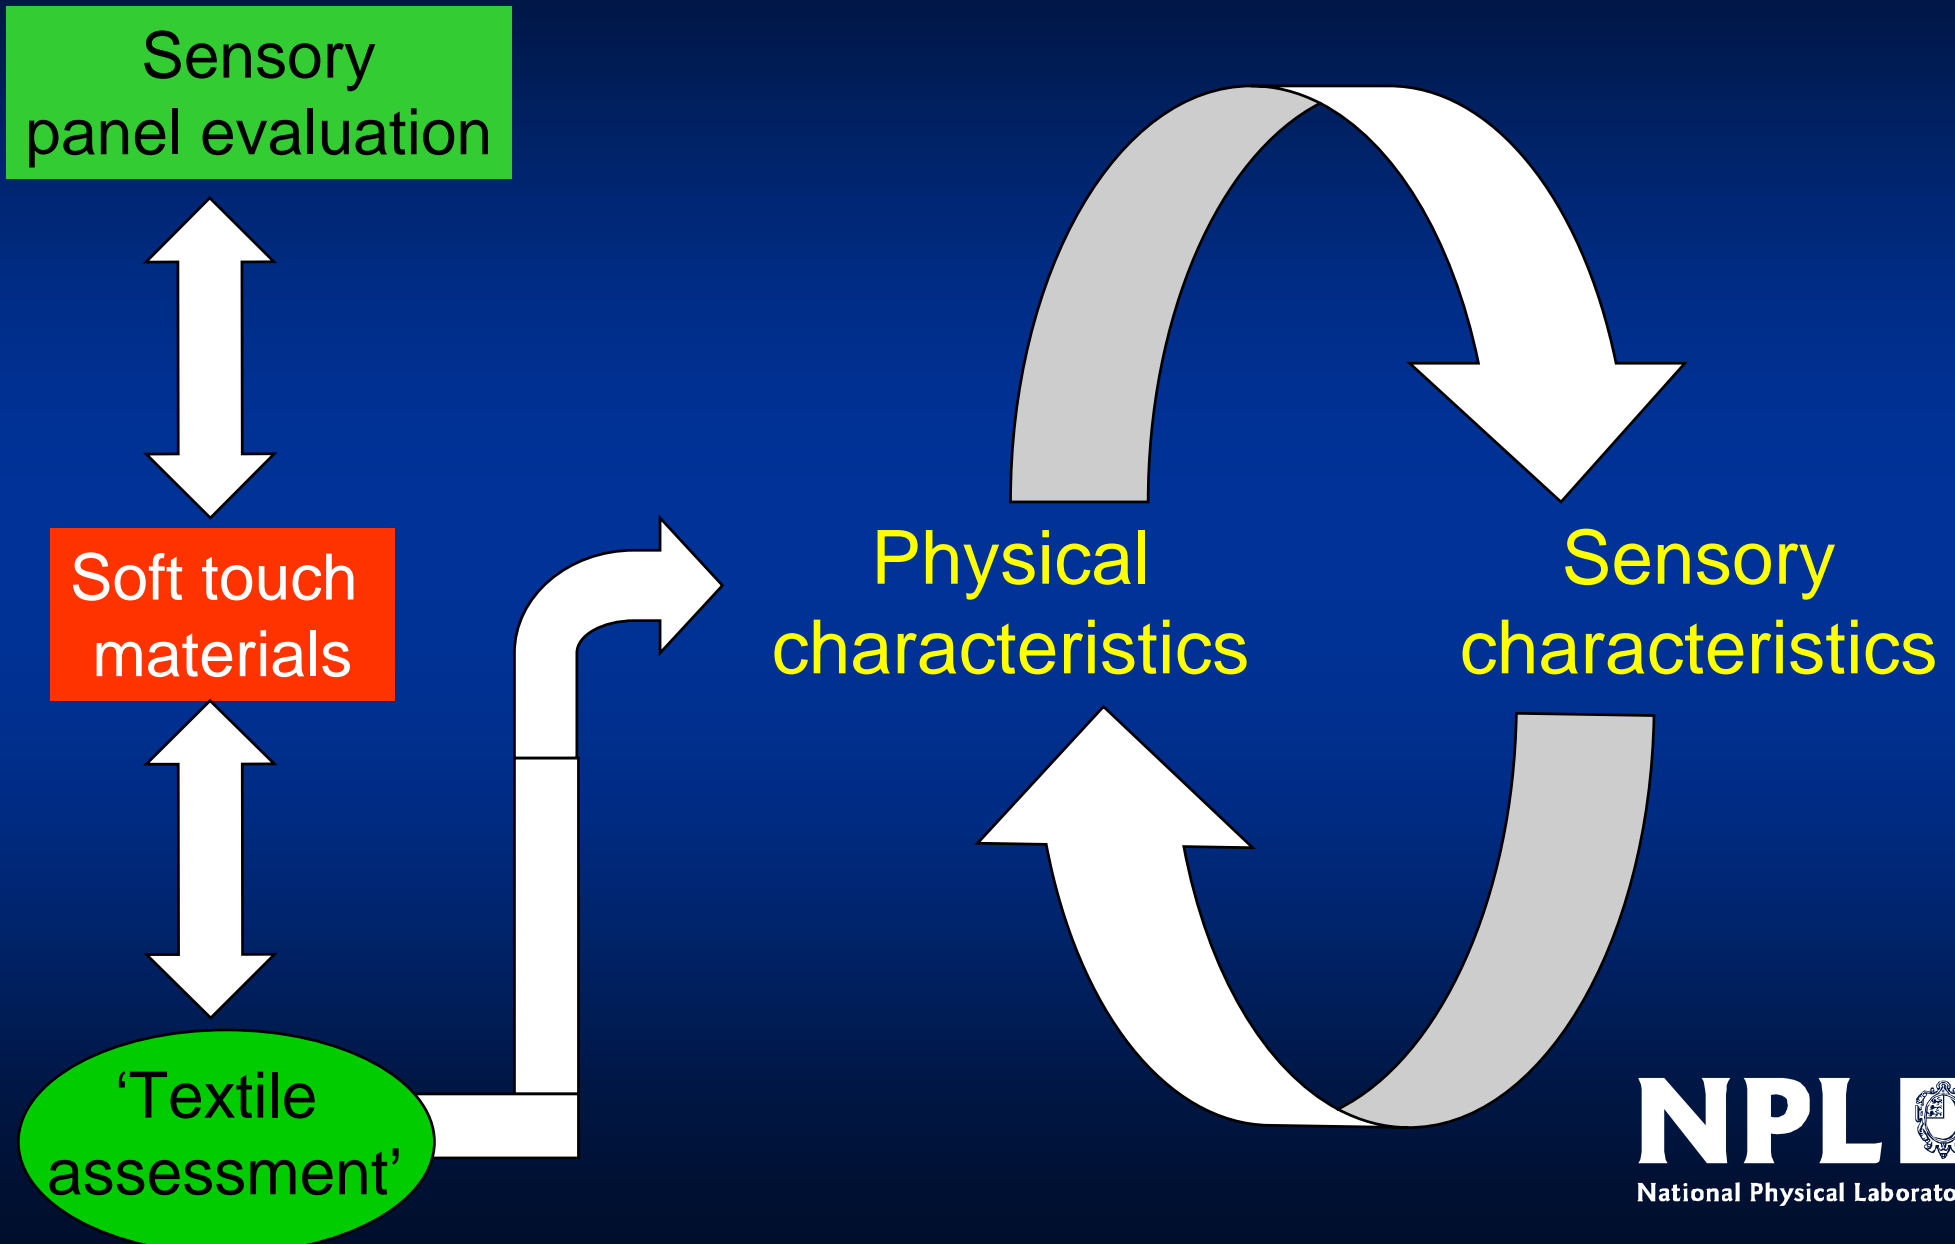 Sensory
panel evaluation
Soft touch
materials
‘Textile
assessment’
Physical
characteristics
Sensory
characteristics
NPL
National Physical Laborato